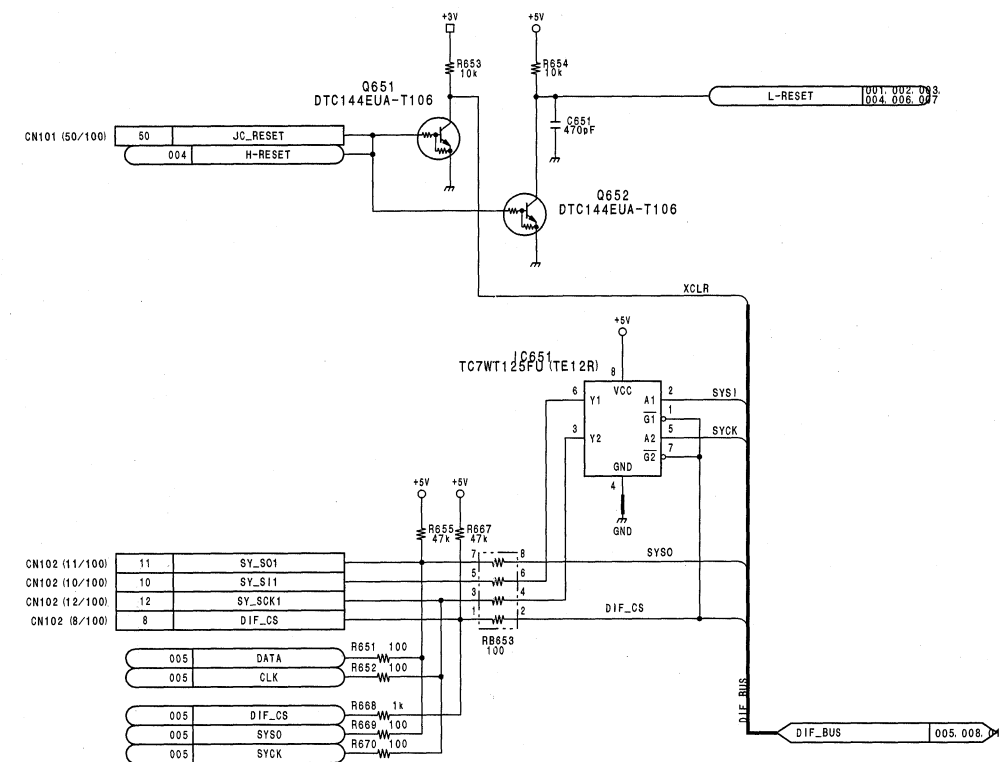 +3V
+5V
R653
10k
R654
10k
Q651
DTC144EUA-T106
L-RESET
001. 002. 003.
004. 006. 007
C651
470pF
CN101 (50/100)
50
JC_RESET
004
H-RESET
Q652
DTC144EUA-T106
XCLR
+5V
IC651
TC7WT125FU (TE12R)
8
VCC
6
Y1
A1
2
SYSI
G1
1
3
Y2
A2
5
SYCK
G2
7
GND
4
GND
+5V
+5V
R655
47k
R667
47k
CN102 (11/100)
11
SY_SO1
7
8
SYSO
CN102 (10/100)
10
SY_SI1
5
6
CN102 (12/100)
12
SY_SCK1
3
4
CN102 (8/100)
8
DIF_CS
1
2
DIF_CS
RB653
100
005
DATA
R651 100
005
CLK
R652 100
005
DIF_CS
R668 1k
005
SYSO
R669 100
005
SYCK
R670 100
DIF_BUS
DIF_BUS
005. 008.